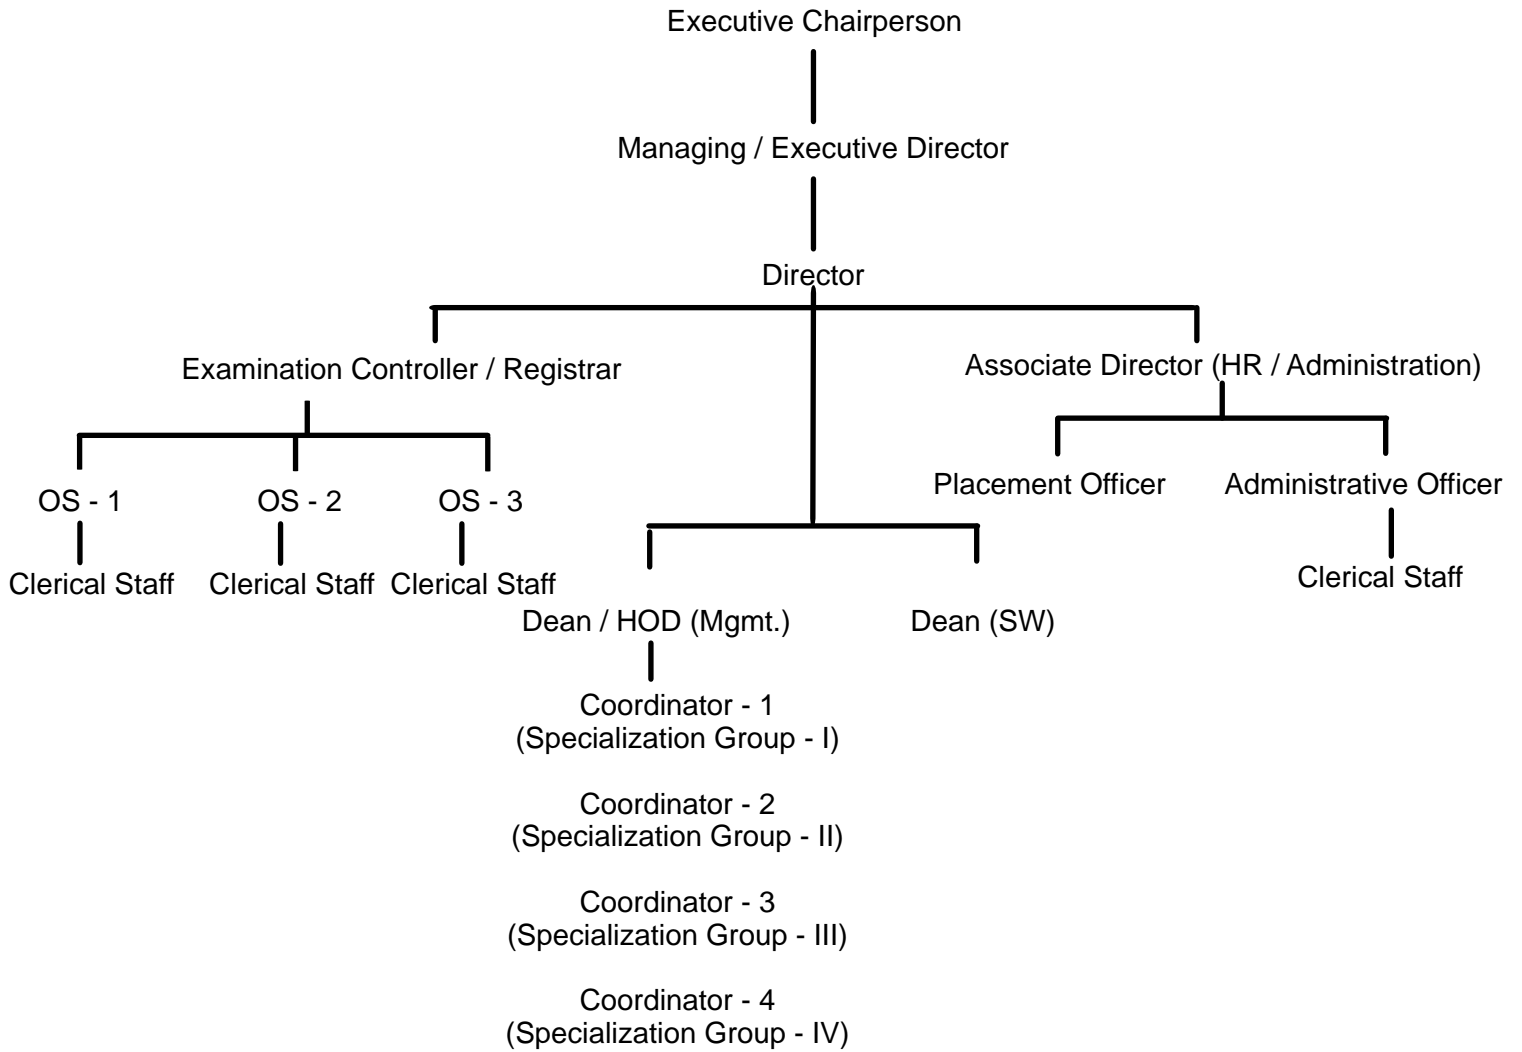 Executive Chairperson
Managing / Executive Director
Director
Examination Controller / Registrar
Associate Director (HR / Administration)
OS - 1
OS - 2
OS - 3
Placement Officer
Administrative Officer
Clerical Staff
Clerical Staff
Clerical Staff
Clerical Staff
Dean / HOD (Mgmt.)
Dean (SW)
Coordinator - 1
(Specialization Group - I)
Coordinator - 2
(Specialization Group - II)
Coordinator - 3
(Specialization Group - III)
Coordinator - 4
(Specialization Group - IV)